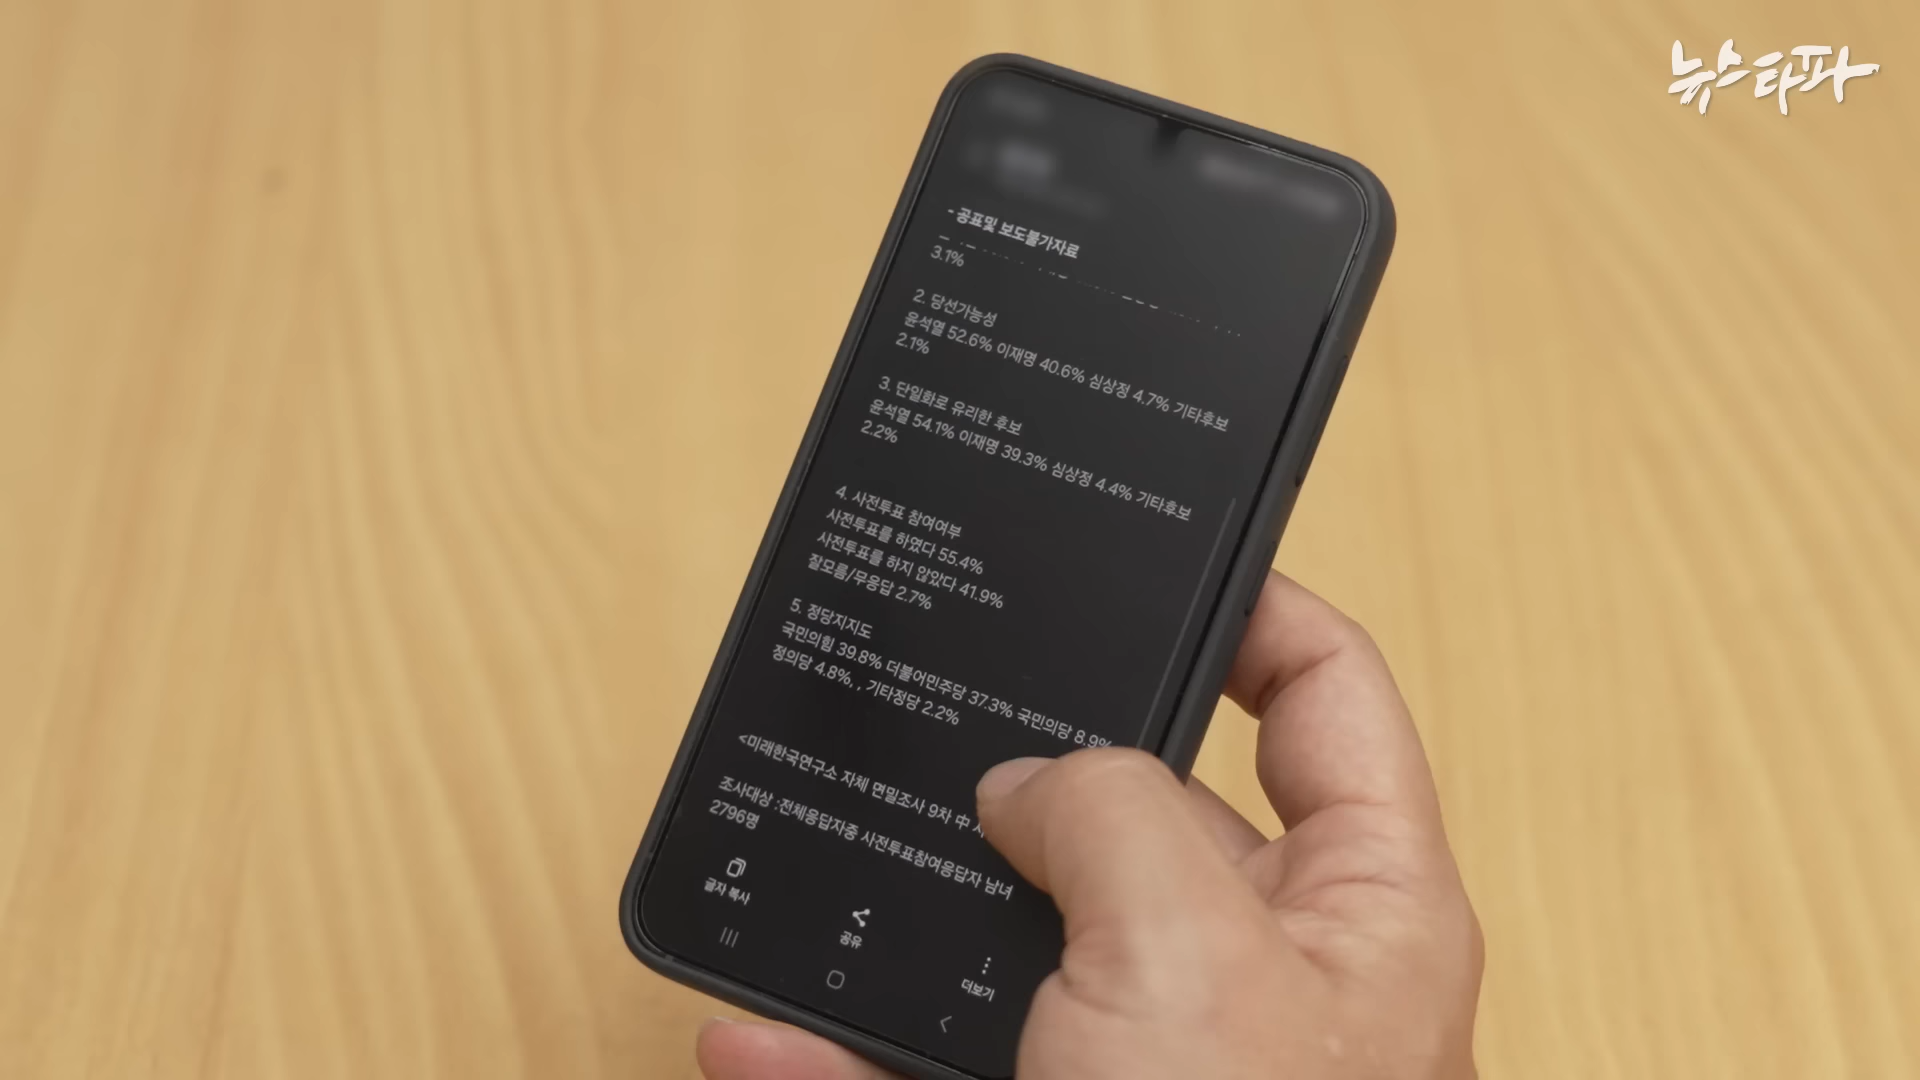 뉴스타파
- 공표및 보도불가자료
3.1%
2. 당선가능성
윤석열 52.6% 이재명 40.6% 심상정 4.7% 기타후보
2.1%
3. 단일화로 유리한 후보
윤석열 54.1% 이재명 39.3% 심상정 4.4% 기타후보
2.2%
4. 사전투표 참여여부
사전투표를 하였다 55.4%
사전투표를 하지 않았다 41.9%
잘모름/무응답 2.7%
5. 정당지지도
국민의힘 39.8% 더불어민주당 37.3% 국민의당 8.9%
정의당 4.8%, , 기타정당 2.2%
<미래한국연구소 자체 면밀조사 9차 中
조사대상 :전체응답자중 사전투표참여응답자 남녀
2796명
글자 복사
공유
더보기